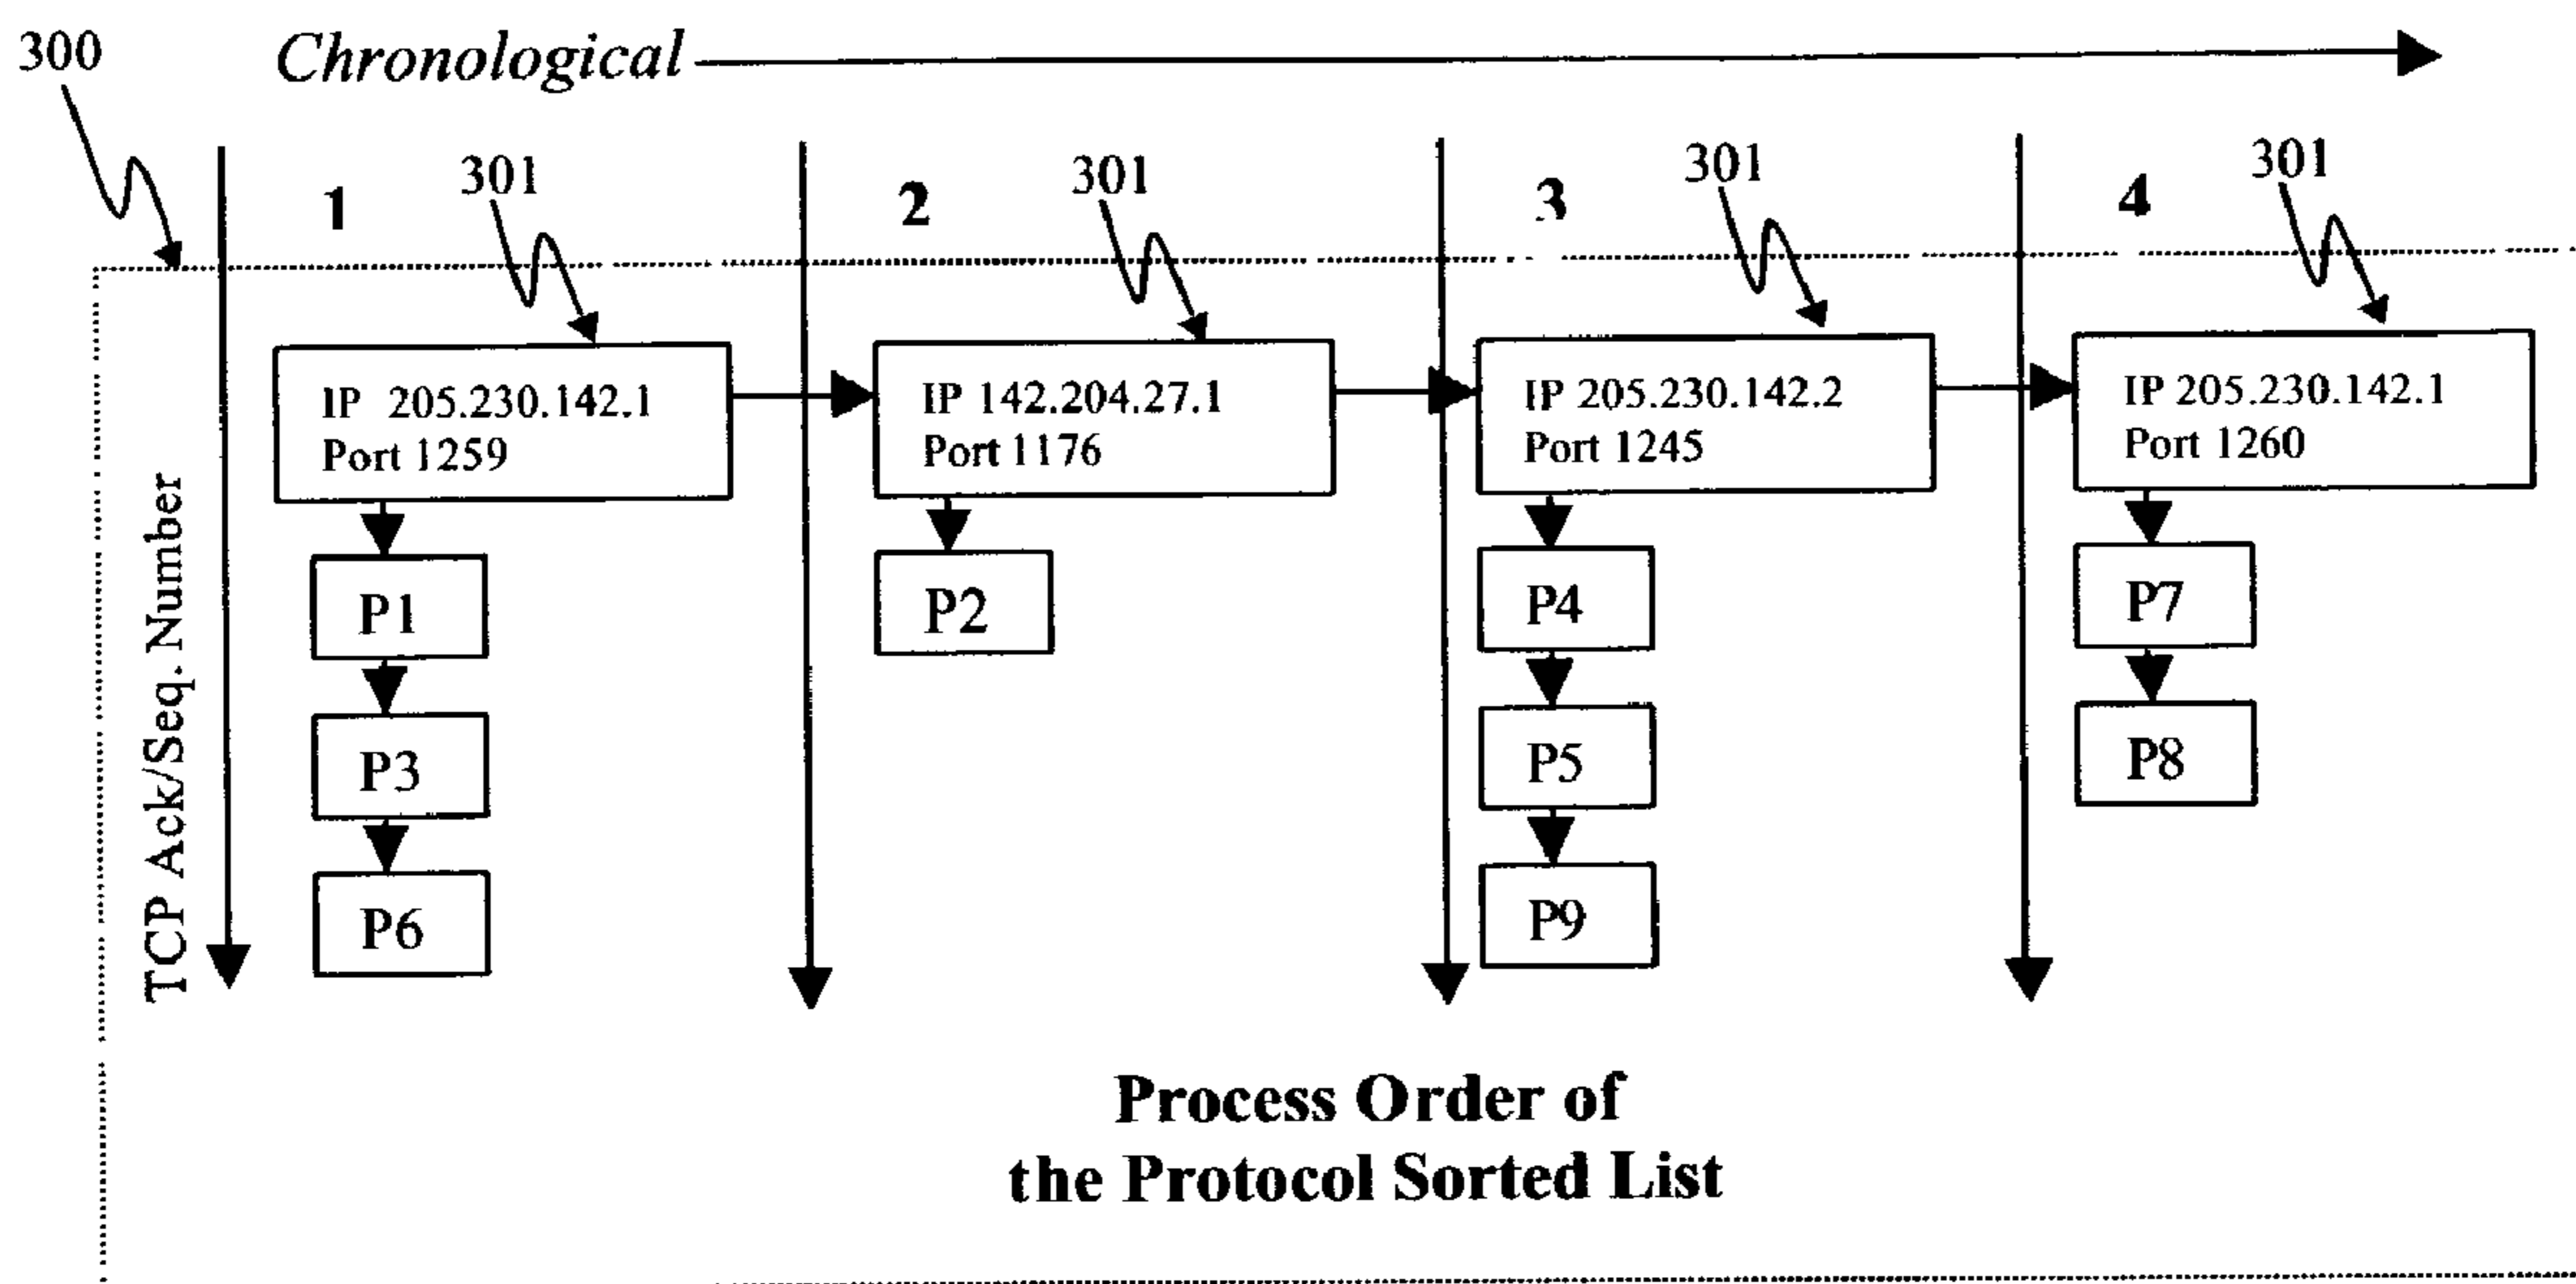 300
Chronological
1
301
2
301
3
301
4
301
IP 205.230.142.1
Port 1259
IP 142.204.27.1
Port 1176
IP 205.230.142.2
Port 1245
IP 205.230.142.1
Port 1260
TCP Ack/Seq. Number
P1
P3
P6
P2
P4
P5
P9
P7
P8
Process Order of
the Protocol Sorted List